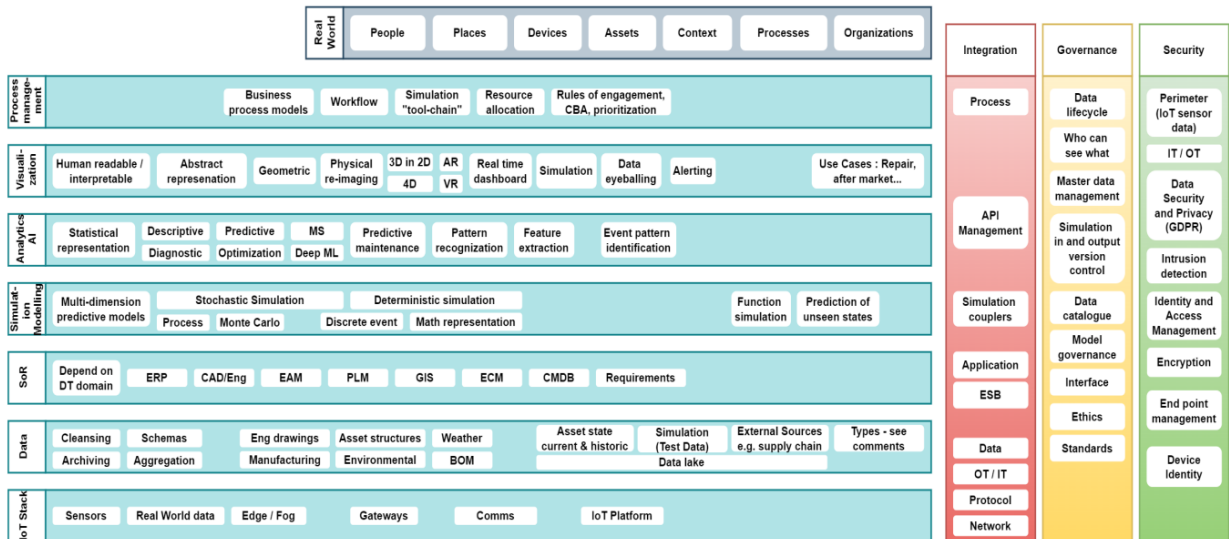 Real
World
People
Places
Devices
Assets
Context
Processes
Organizations
Process
manage-
ment
Business
process models
Workflow
Simulation
"tool-chain"
Resource
allocation
Rules of engagement,
CBA, prioritization
Visuali-
zation
Human readable /
interpretable
Abstract
represenation
Geometric
Physical
re-imaging
3D in 2D
4D
AR
VR
Real time
dashboard
Simulation
Data
eyeballing
Alerting
Use Cases : Repair,
after market...
Analytics
AI
Statistical
representation
Descriptive
Diagnostic
Predictive
Optimization
MS
Deep ML
Predictive
maintenance
Pattern
recognization
Feature
extraction
Event pattern
identification
Simulat-
ion
Modelling
Multi-dimension
predictive models
Stochastic Simulation
Process
Monte Carlo
Deterministic simulation
Discrete event
Math representation
Function
simulation
Prediction of
unseen states
SoR
Depend on
DT domain
ERP
CAD/Eng
EAM
PLM
GIS
ECM
CMDB
Requirements
Data
Cleansing
Archiving
Schemas
Aggregation
Eng drawings
Manufacturing
Asset structures
Environmental
Weather
BOM
Asset state
current & historic
Simulation
(Test Data)
External Sources
e.g. supply chain
Types - see
comments
Data lake
IoT Stack
Sensors
Real World data
Edge / Fog
Gateways
Comms
IoT Platform
Integration
Process
API
Management
Simulation
couplers
Application
ESB
Data
OT / IT
Protocol
Network
Governance
Data
lifecycle
Who can
see what
Master data
management
Simulation
in and output
version
control
Data
catalogue
Model
governance
Interface
Ethics
Standards
Security
Perimeter
(IoT sensor
data)
IT / OT
Data
Security
and Privacy
(GDPR)
Intrusion
detection
Identity and
Access
Management
Encryption
End point
management
Device
Identity